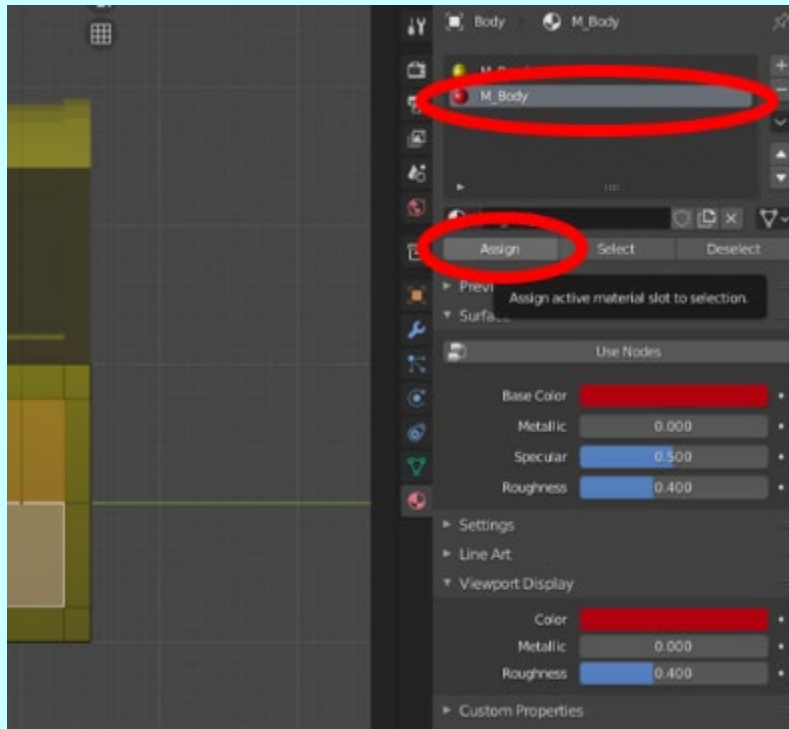 Body M_Body
M_Body
Assign Select Deselect
Assign active material slot to selection.
Use Nodes
Base Color
Metallic 0.000
Specular 0.500
Roughness 0.400
Settings
Line Art
Viewport Display
Color
Metallic 0.000
Roughness 0.400
Custom Properties